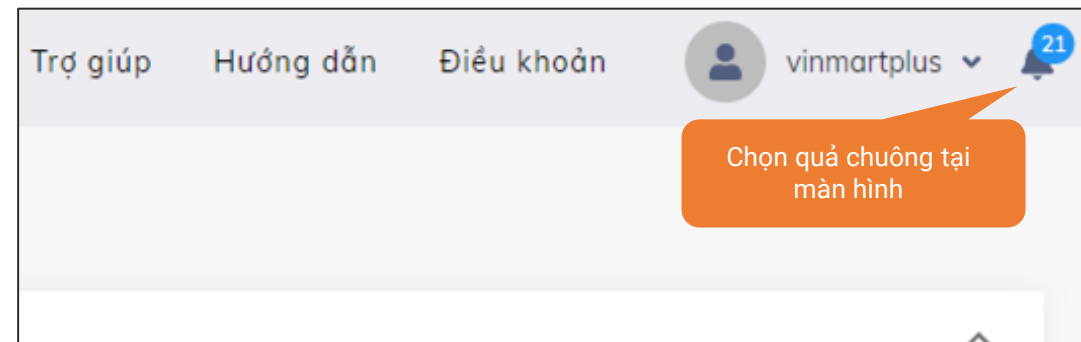 Trợ giúp Hướng dẫn Điều khoản vinmartplus 21
Chọn quả chuông tại
màn hình